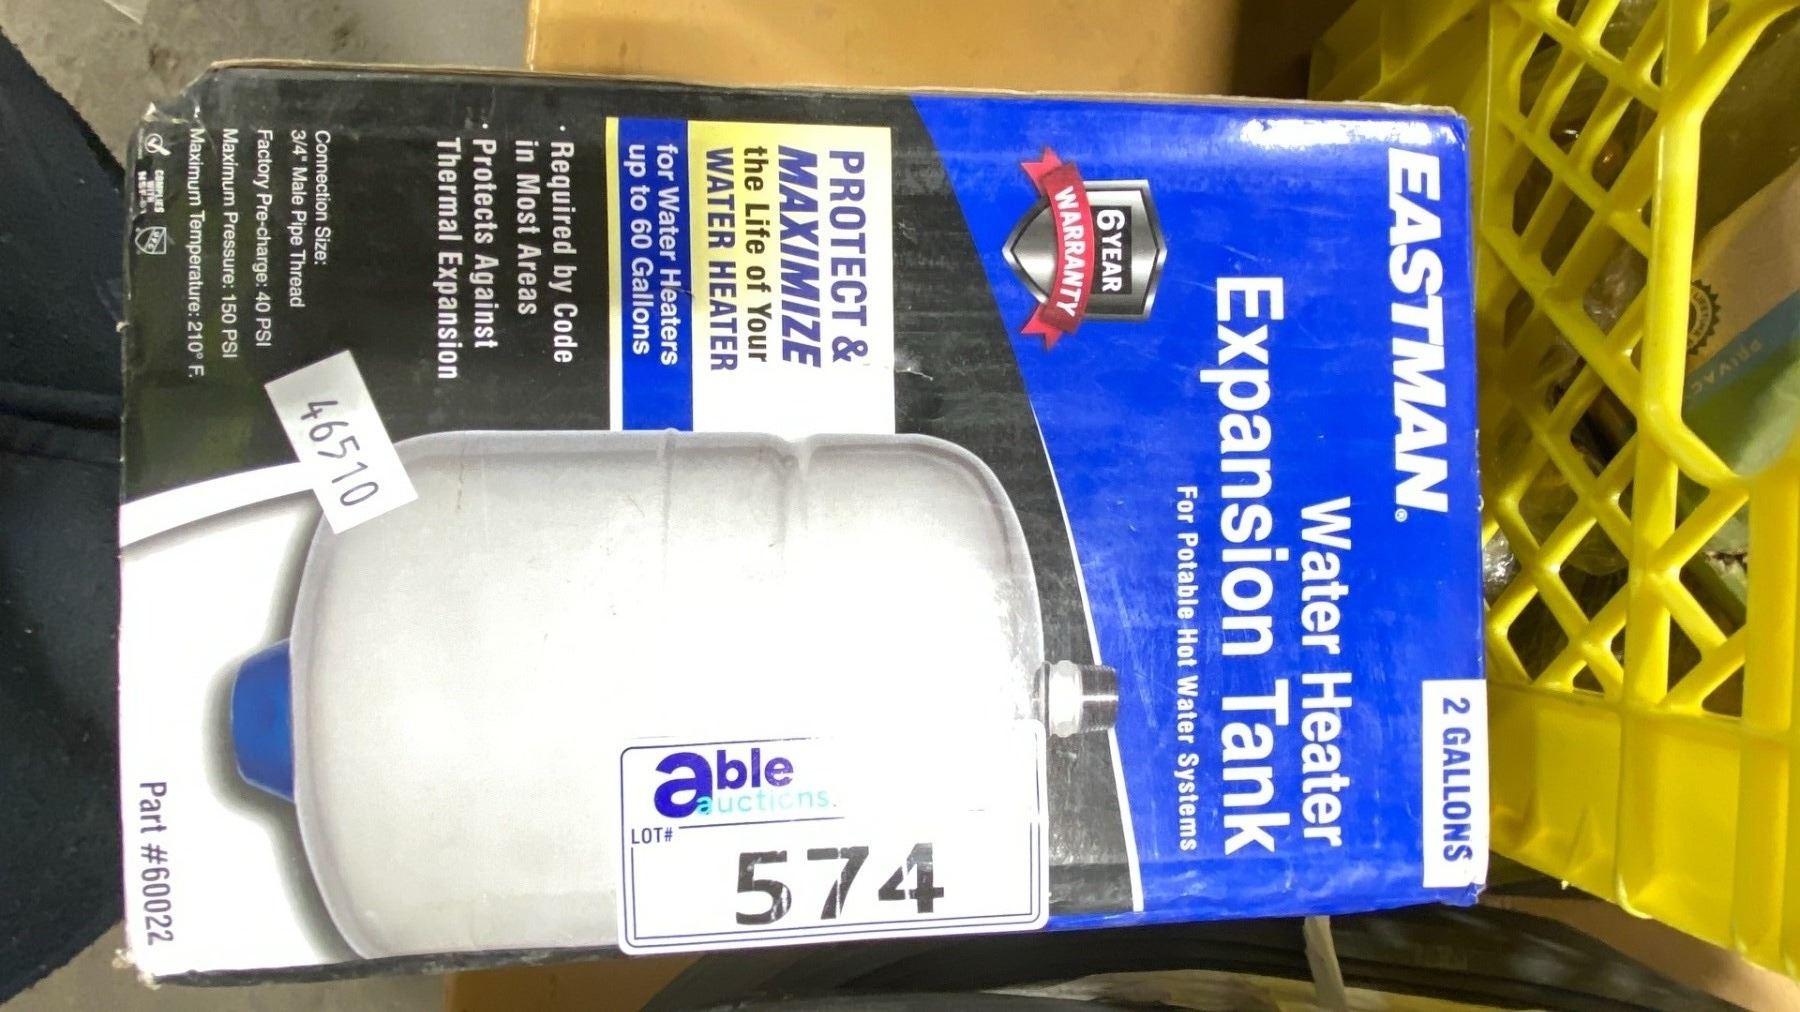 EASTMAN®
2 GALLONS
Water Heater
Expansion Tank
For Potable Hot Water Systems
6 YEAR
WARRANTY
PROTECT &
MAXIMIZE
the Life of Your
WATER HEATER
for Water Heaters
up to 60 Gallons
· Required by Code
in Most Areas
· Protects Against
Thermal Expansion
Connection Size:
3/4" Male Pipe Thread
Factory Pre-charge: 40 PSI
Maximum Pressure: 150 PSI
Maximum Temperature: 210° F.
COMPLIES
WITH
46510
Part #60022
able
auctions.
LOT#
574
PRIVAC